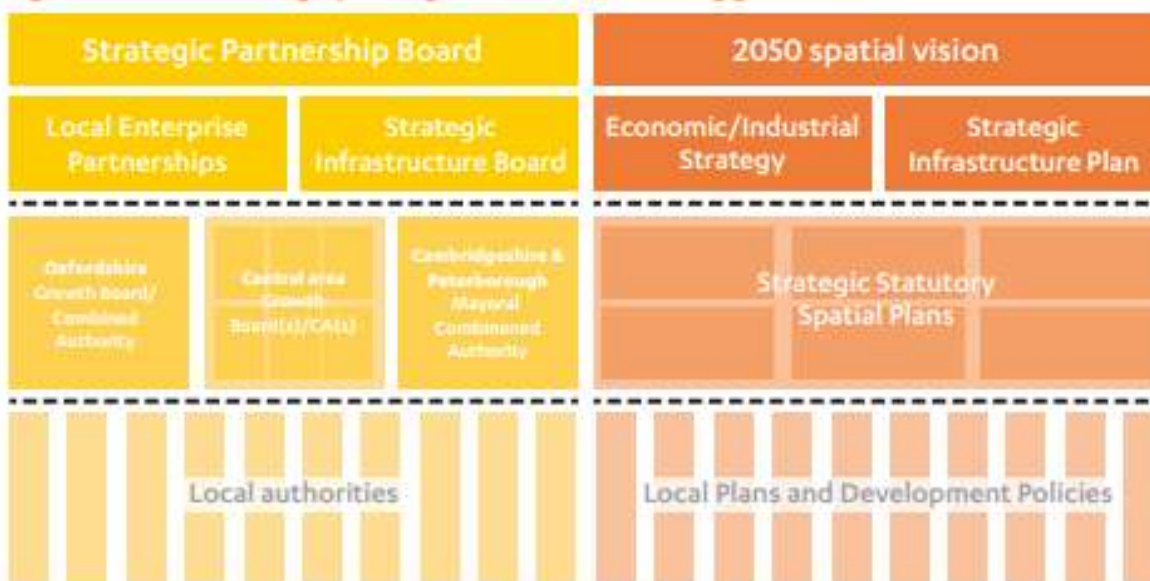 Strategic Partnership Board
2050 spatial vision
Local Enterprise
Partnerships
Strategic
Infrastructure Board
Economic/Industrial
Strategy
Strategic
Infrastructure Plan
Oxfordshire
Growth Board/
Combined
Authority
Central area
Growth
Board(s)/CA(s)
Cambridgeshire &
Peterborough
Mayoral
Authority
Strategic Statutory
Spatial Plans
Local authorities
Local Plans and Development Policies